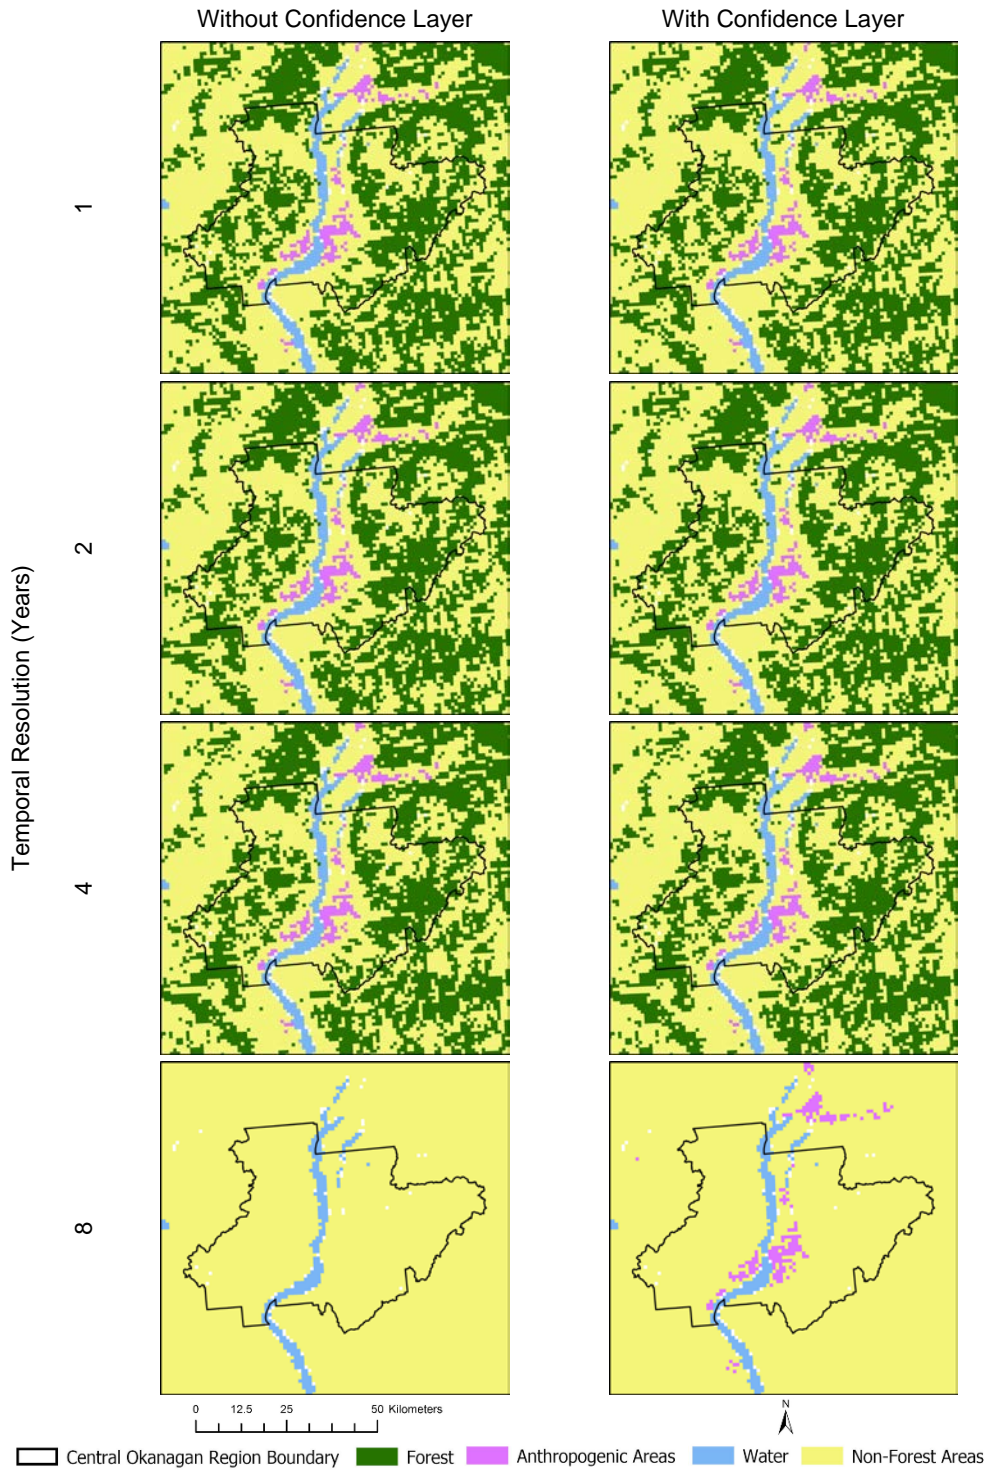 Without Confidence Layer
With Confidence Layer
Temporal Resolution (Years)
1
2
4
8
0 12.5 25 50 Kilometers
N
Central Okanagan Region Boundary
Forest
Anthropogenic Areas
Water
Non-Forest Areas